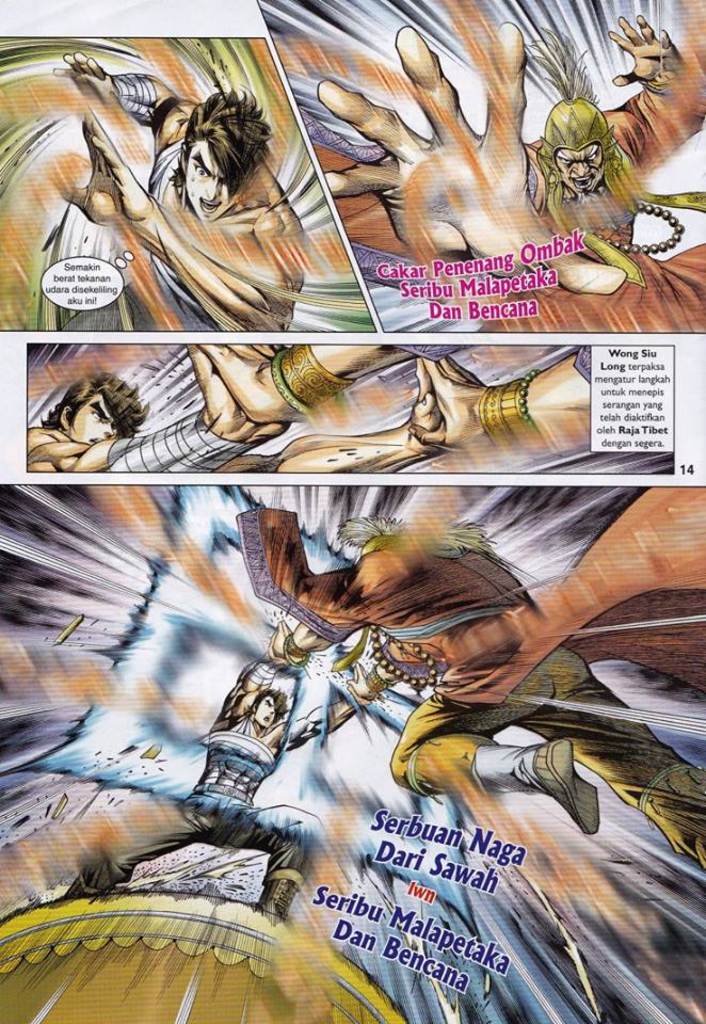 Semakin
berat tekanan
udara disekeliling
aku ini!
Cakar Penenang Ombak
Seribu Malapetaka
Dan Bencana
Wong Siu
Long terpaksa
mengatur langkah
untuk menepis
serangan yang
telah diaktifkan
oleh Raja Tibet
dengan segera.
14
Serbuan Naga
Dari Sawah
lwn
Seribu Malapetaka
Dan Bencana